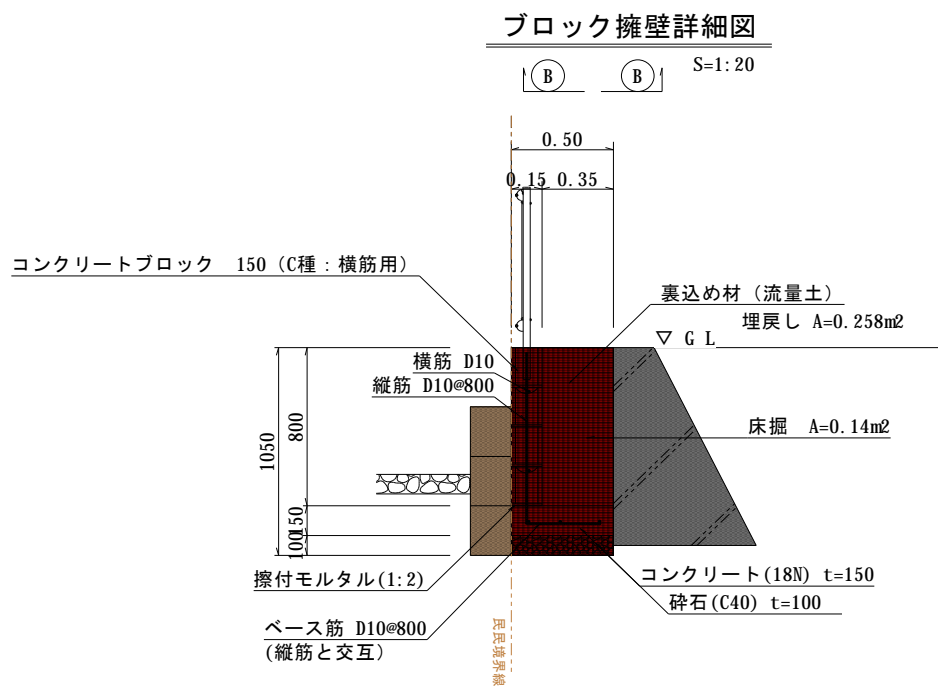 ブロック擁壁詳細図
S=1:20
B
B
0.50
0.15
0.35
コンクリートブロック 150（C種：横筋用）
裏込め材（流量土）
埋戻し A=0.258m2
▽ G L
横筋 D10
縦筋 D10@800
床掘 A=0.14m2
1050
800
150
100
擦付モルタル(1:2)
コンクリート(18N) t=150
砕石(C40) t=100
ベース筋 D10@800
(縦筋と交互)
民民境界線